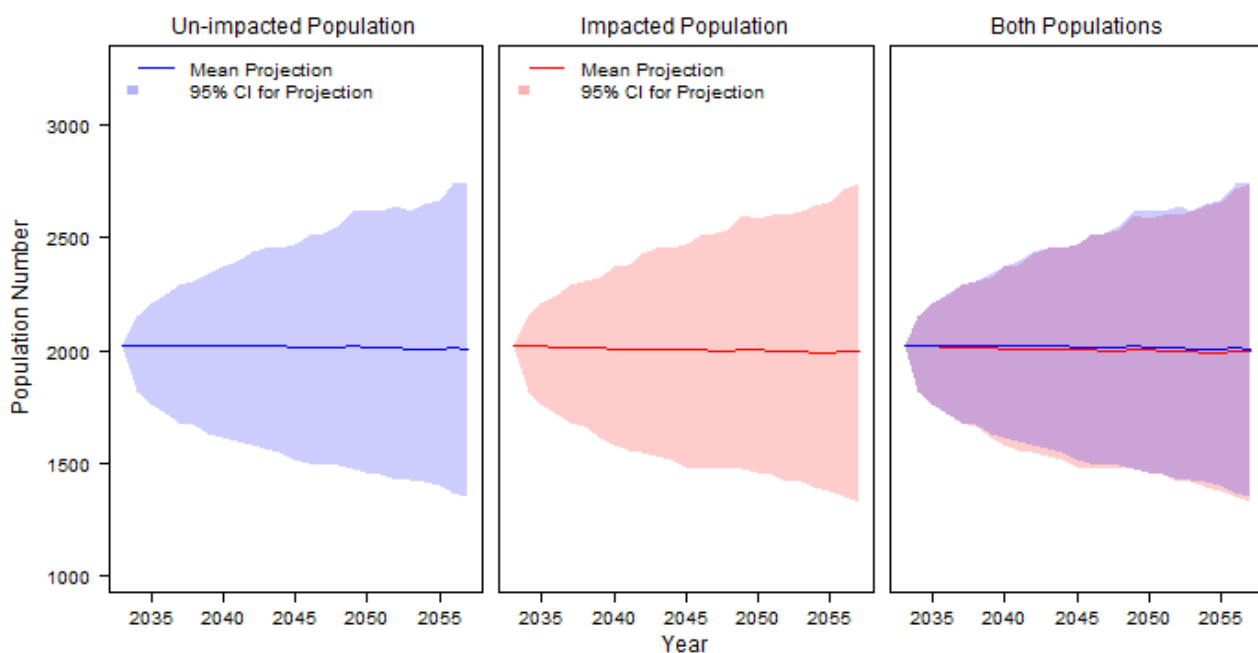 Un-impacted Population
Impacted Population
Both Populations
Mean Projection
95% CI for Projection
Mean Projection
95% CI for Projection
Population Number
3000
2500
2000
1500
1000
2035 2040 2045 2050 2055
2035 2040 2045 2050 2055
2035 2040 2045 2050 2055
Year